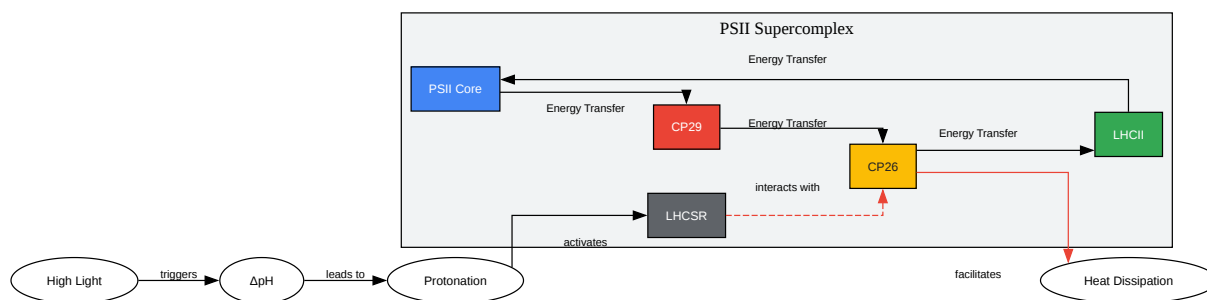 PSII Supercomplex
Energy Transfer
PSII Core
Energy Transfer
CP29
Energy Transfer
Energy Transfer
LHCII
CP26
interacts with
LHCSR
activates
High Light
triggers
ΔpH
leads to
Protonation
facilitates
Heat Dissipation